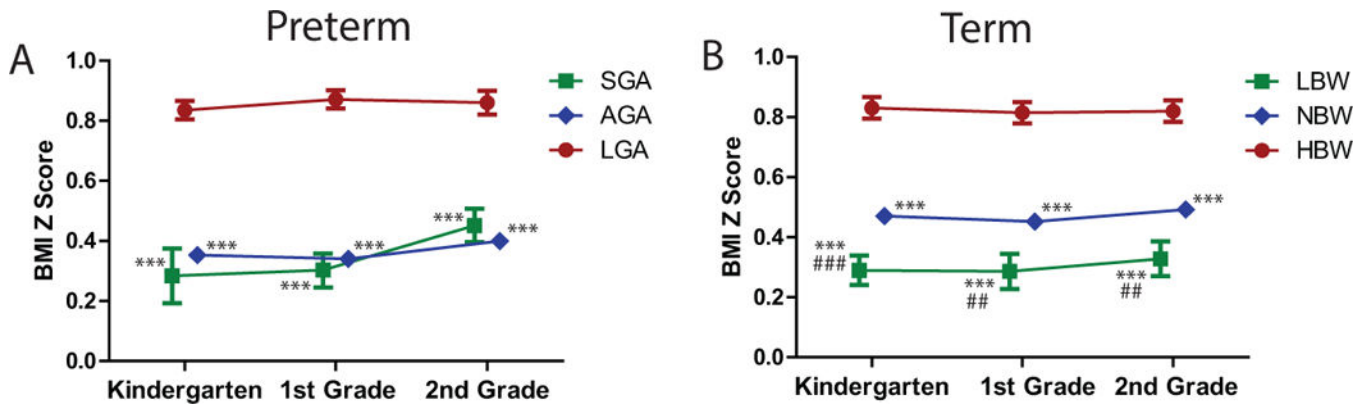 Preterm
A
1.0
0.8
0.6
0.4
0.2
0.0
BMI Z Score
SGA
AGA
LGA
***
***
***
***
***
***
Kindergarten 1st Grade 2nd Grade
Term
B
1.0
0.8
0.6
0.4
0.2
0.0
BMI Z Score
LBW
NBW
HBW
***
***
***
***
###
***
##
***
##
Kindergarten 1st Grade 2nd Grade